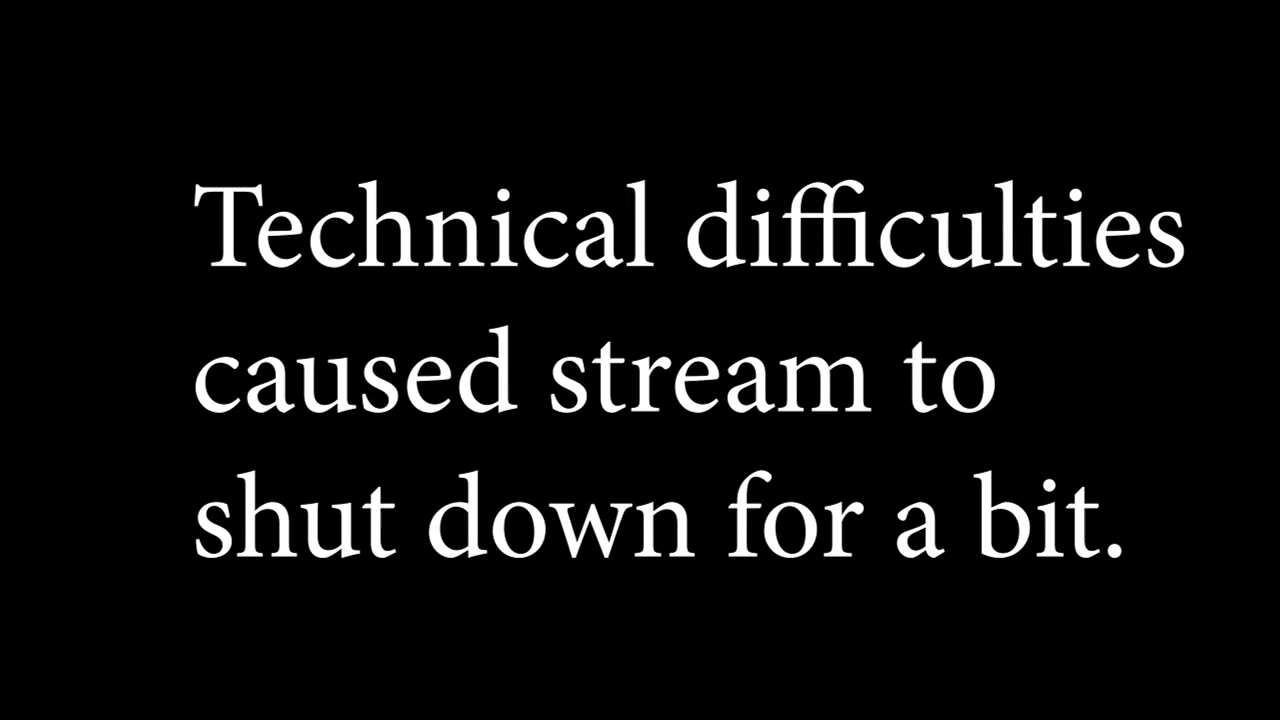 Technical difficulties
caused stream to
shut down for a bit.